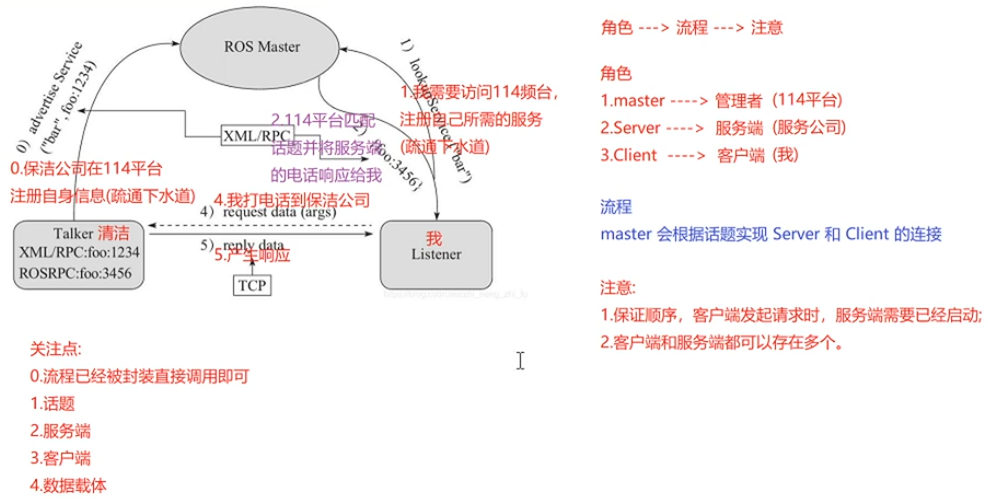 ROS Master
0) advertise Service
("bar", foo:1234)
1) lookupService("bar")
2) {foo:3456}
XML/RPC
0.保洁公司在114平台
注册自身信息(疏通下水道)
1.我需要访问114频台，
注册自己所需的服务
(疏通下水道)
2.114平台匹配
话题并将服务端
的电话响应给我
4.我打电话到保洁公司
4) request data (args)
5) reply data
5.产生响应
TCP
Talker 清洁
XML/RPC:foo:1234
ROSRPC:foo:3456
我
Listener
关注点:
0.流程已经被封装直接调用即可
1.话题
2.服务端
3.客户端
4.数据载体
角色 ---> 流程 ---> 注意
角色
1.master ----> 管理者 (114平台)
2.Server -----> 服务端 (服务公司)
3.Client ----> 客户端 (我)
流程
master 会根据话题实现 Server 和 Client 的连接
注意:
1.保证顺序，客户端发起请求时，服务端需要已经启动;
2.客户端和服务端都可以存在多个。